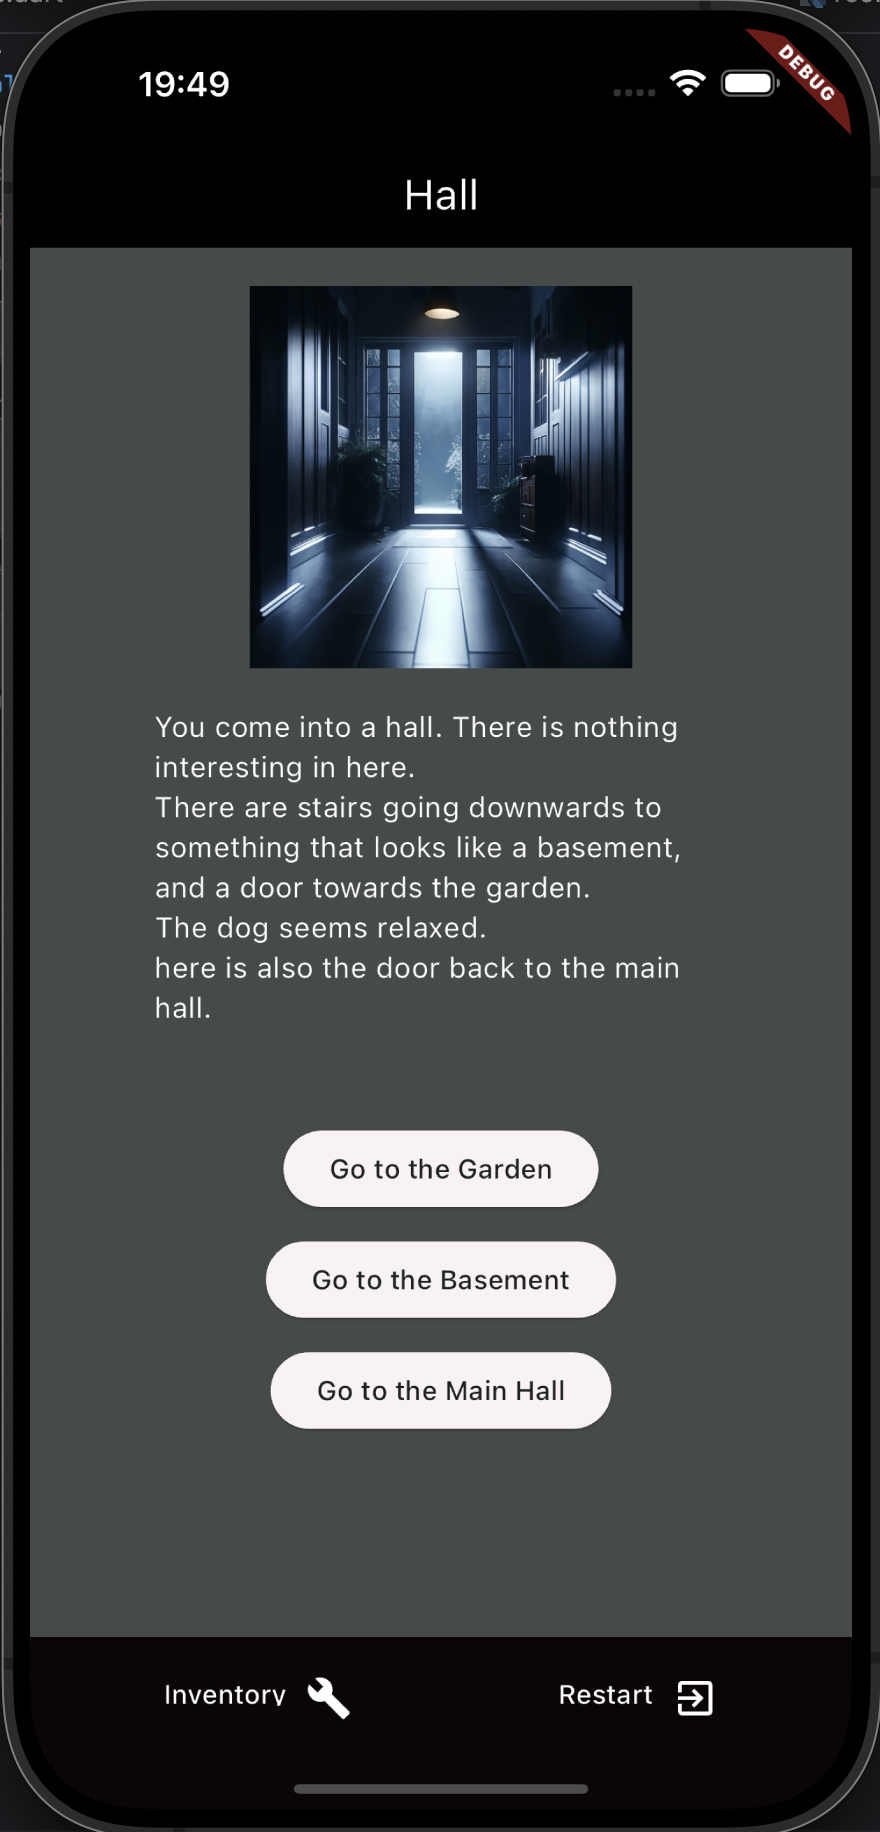 19:49
DEBUG
Hall
You come into a hall. There is nothing
interesting in here.
There are stairs going downwards to
something that looks like a basement,
and a door towards the garden.
The dog seems relaxed.
here is also the door back to the main
hall.
Go to the Garden
Go to the Basement
Go to the Main Hall
Inventory
Restart